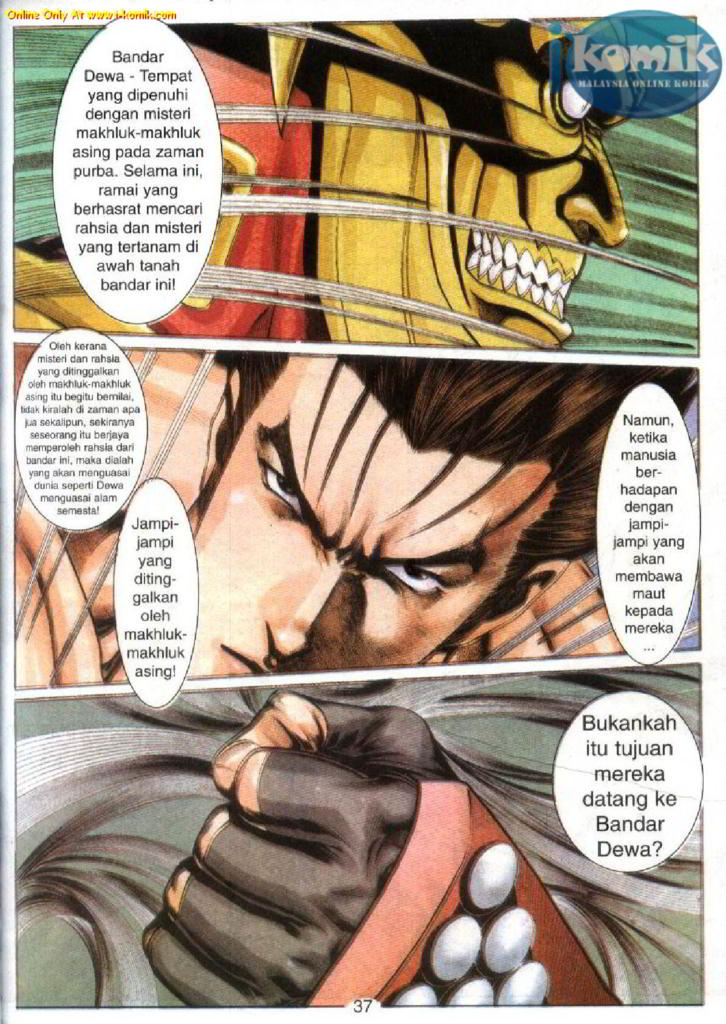 Online Only At www.i-komik.com
ikomik
MALAYSIA ONLINE KOMIK
Bandar
Dewa - Tempat
yang dipenuhi
dengan misteri
makhluk-makhluk
asing pada zaman
purba. Selama ini,
ramai yang
berhasrat mencari
rahsia dan misteri
yang tertanam di
awah tanah
bandar ini!
Oleh kerana
misteri dan rahsia
yang ditinggalkan
oleh makhluk-makhluk
asing itu begitu bernilai,
tidak kiralah di zaman apa
jua sekalipun, sekiranya
seseorang itu berjaya
memperoleh rahsia dari
bandar ini, maka dialah
yang akan menguasai
dunia seperti Dewa
menguasai alam
semesta!
Jampi-
jampi
yang
diting-
galkan
oleh
makhluk-
makhluk
asing!
Namun,
ketika
manusia
ber-
hadapan
dengan
jampi-
jampi yang
akan
membawa
maut
kepada
mereka
...
Bukankah
itu tujuan
mereka
datang ke
Bandar
Dewa?
37